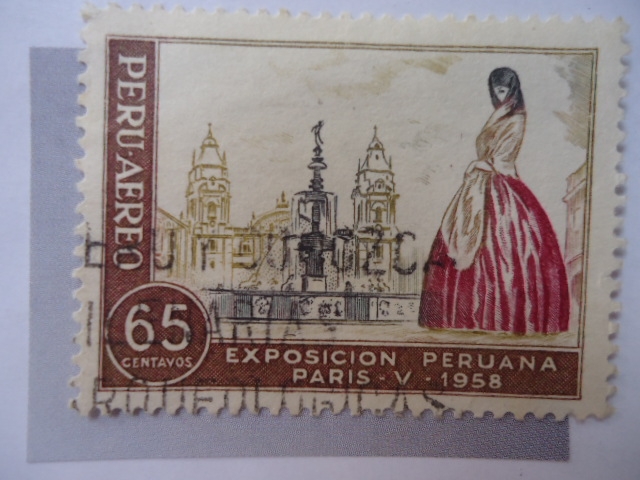 PERU·AEREO
65
CENTAVOS
EXPOSICION PERUANA
PARIS - V - 1958